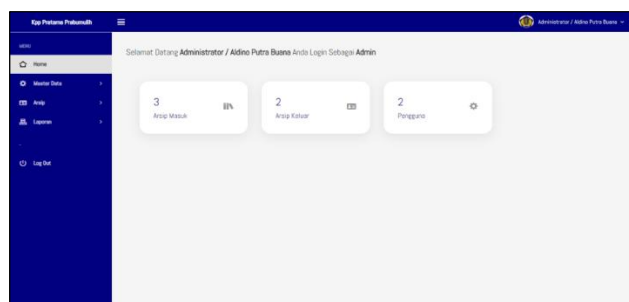 Kpp Pratama Prabumulih
Administrator / Aldino Putra Buana
MENU
Home
Master Data
Arsip
Laporan
-
Log Out
Selamat Datang Administrator / Aldino Putra Buana Anda Login Sebagai Admin
3
Arsip Masuk
2
Arsip Keluar
2
Pengguna